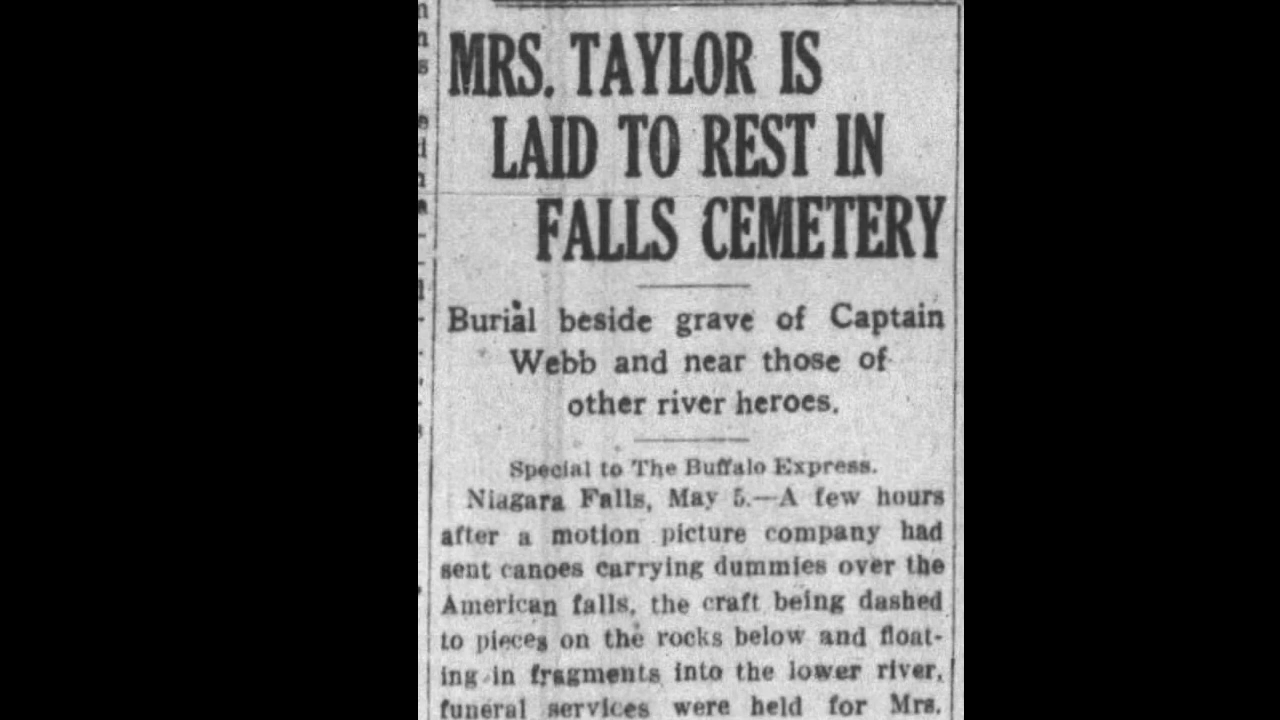 MRS. TAYLOR IS
LAID TO REST IN
FALLS CEMETERY
Burial beside grave of Captain
Webb and near those of
other river heroes.
Special to The Buffalo Express.
Niagara Falls, May 5.—A few hours
after a motion picture company had
sent canoes carrying dummies over the
American falls, the craft being dashed
to pieces on the rocks below and float-
ing in fragments into the lower river,
funeral services were held for Mrs.